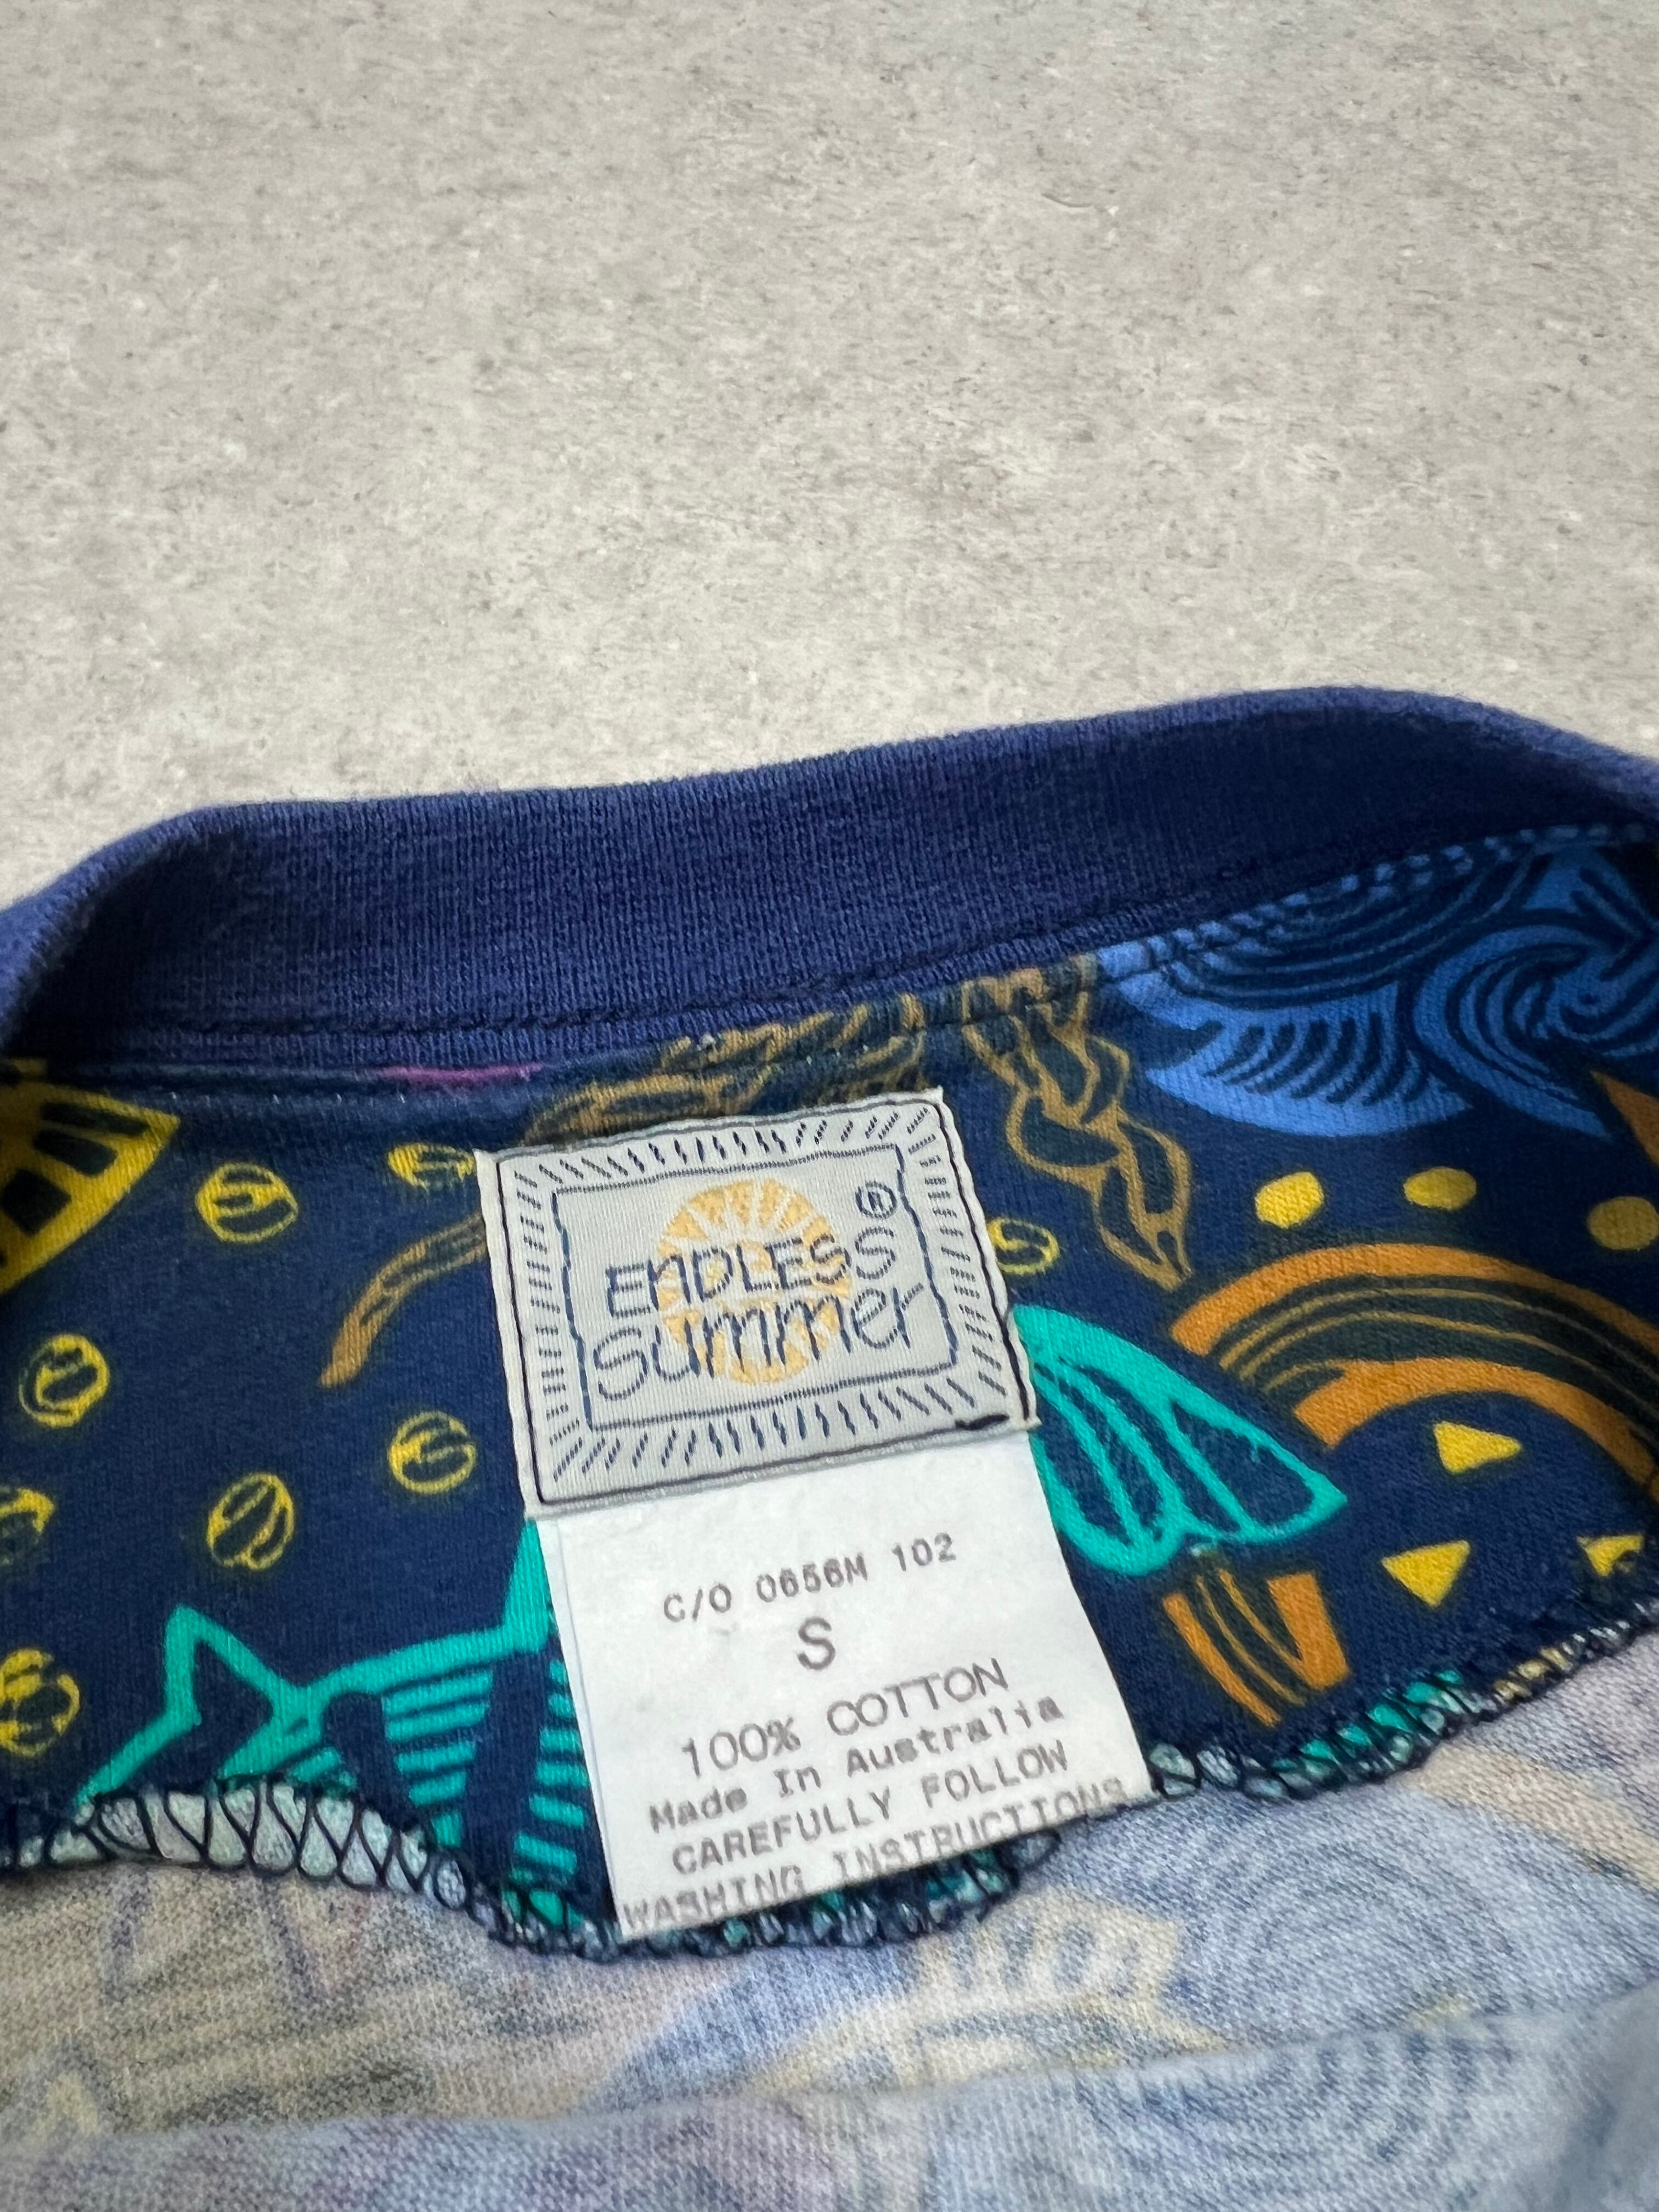 ®
ENDLESS
summer
C/O 0656M 102
S
100% COTTON
Made In Australia
CAREFULLY FOLLOW
WASHING INSTRUCTIONS